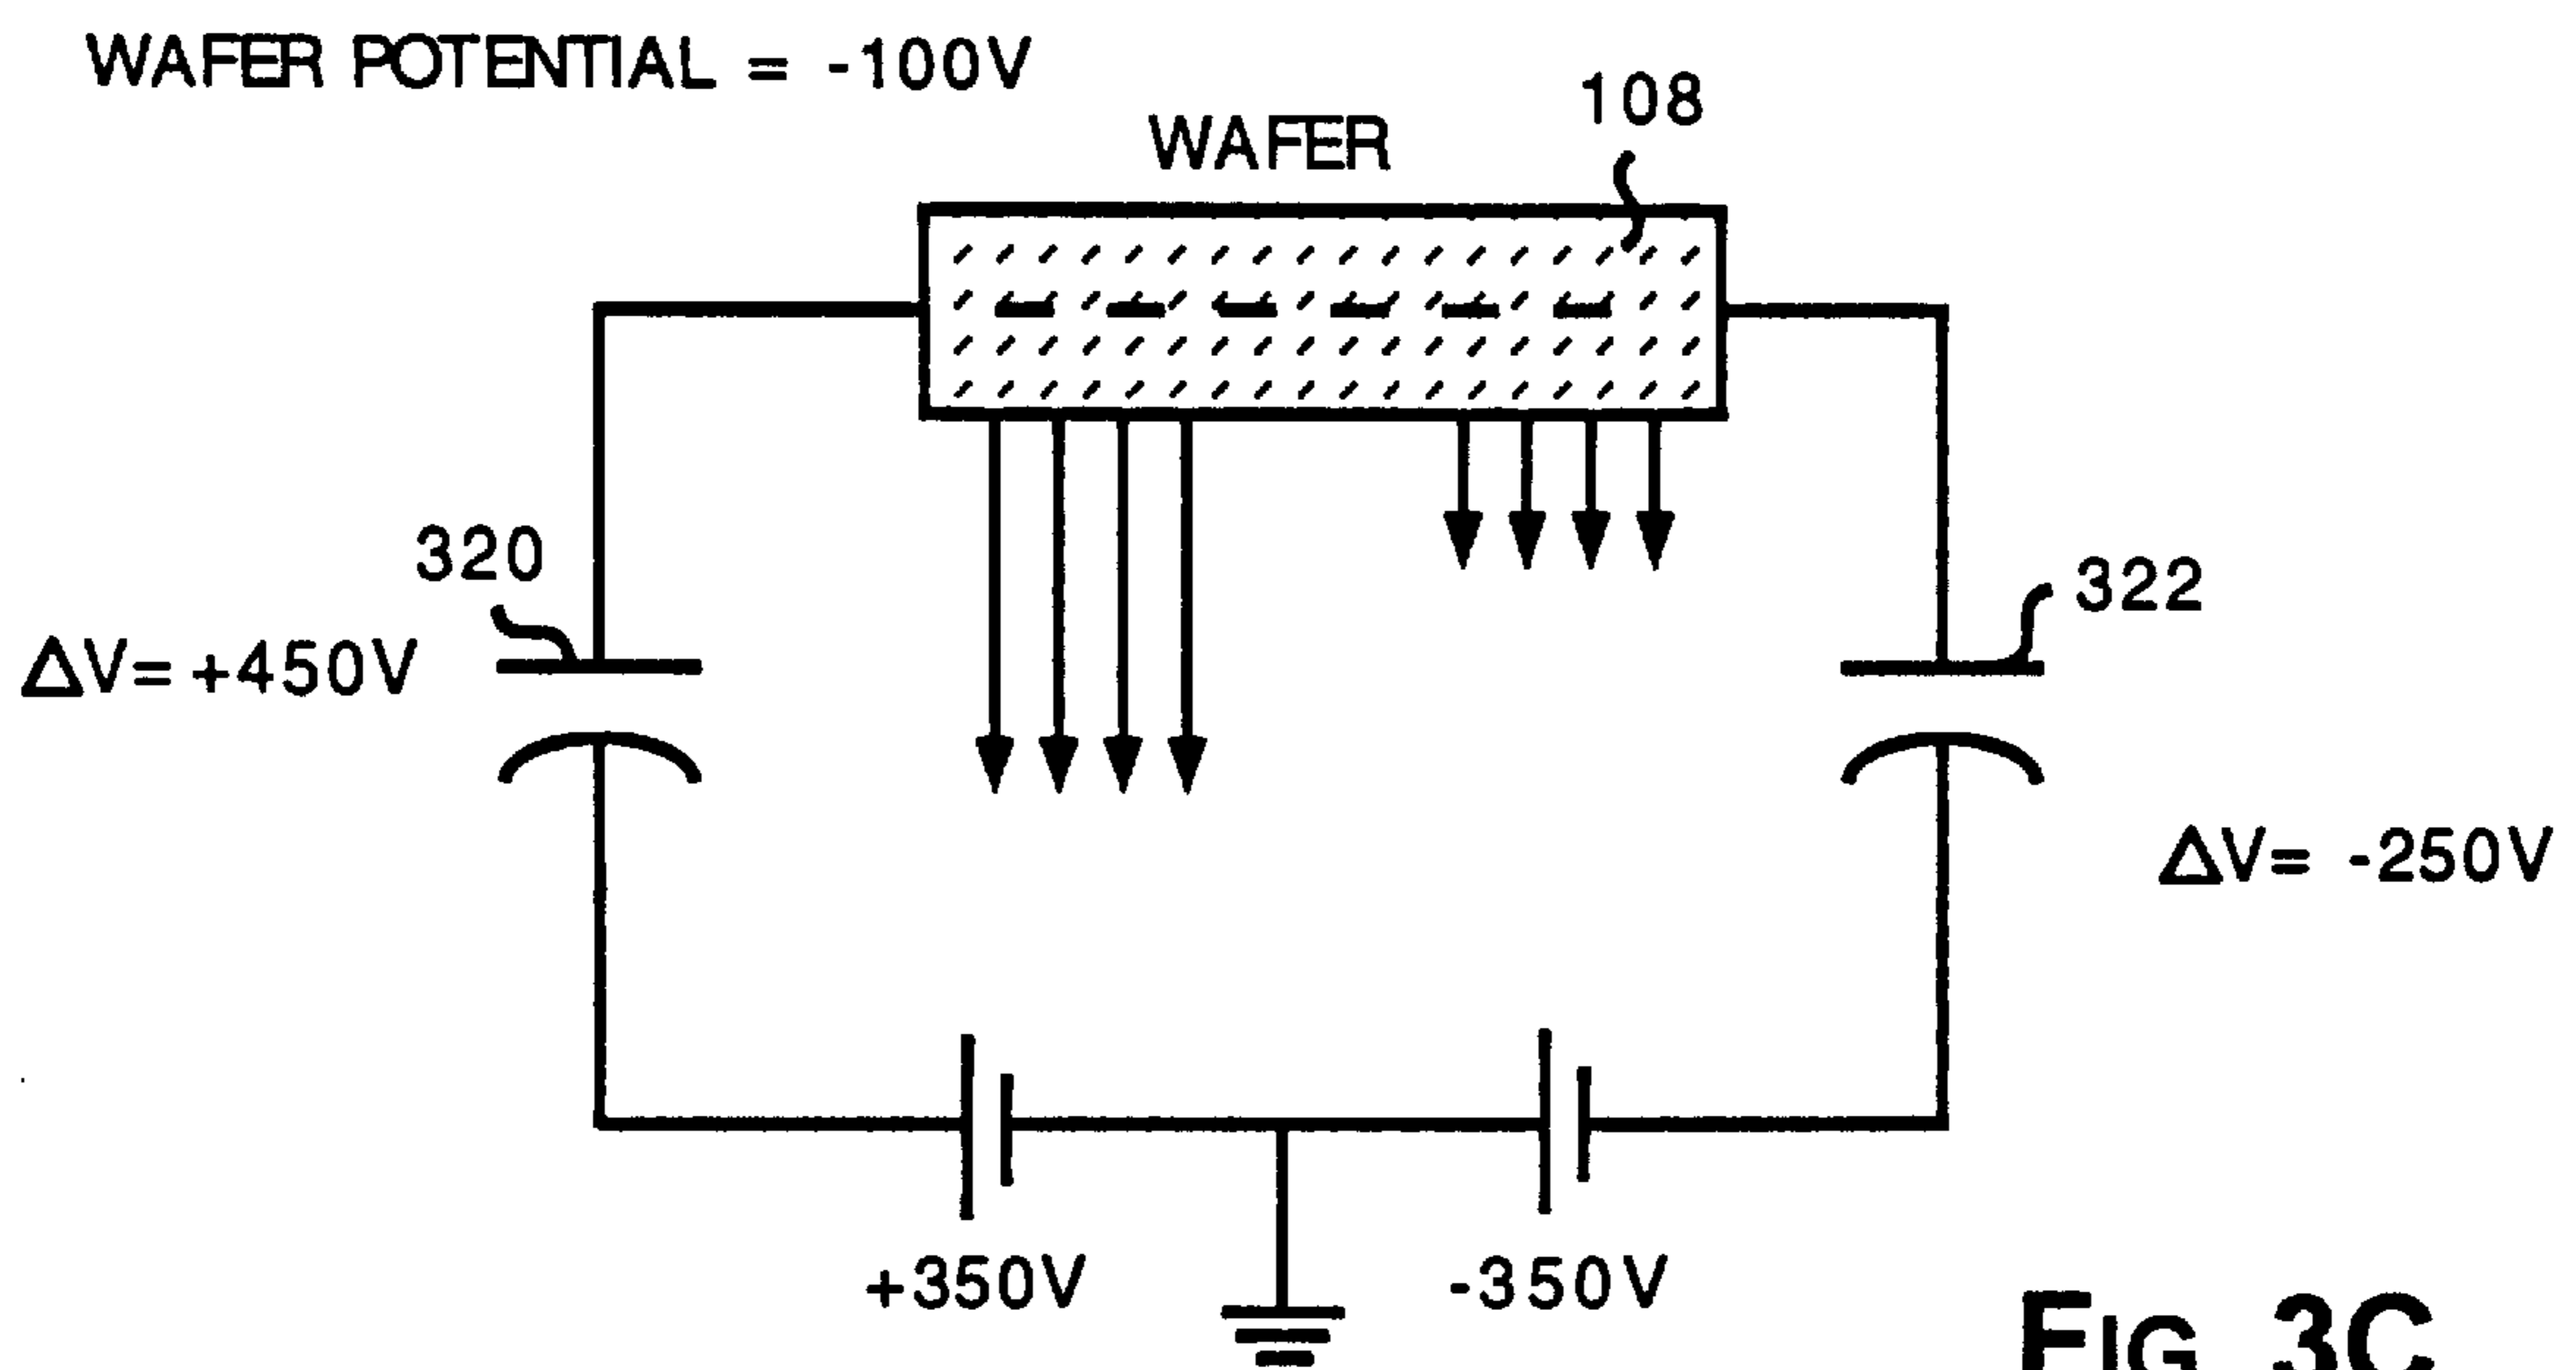 WAFER POTENTIAL = -100V
108
WAFER
320
322
ΔV= +450V
ΔV= -250V
+350V
-350V
FIG. 3C